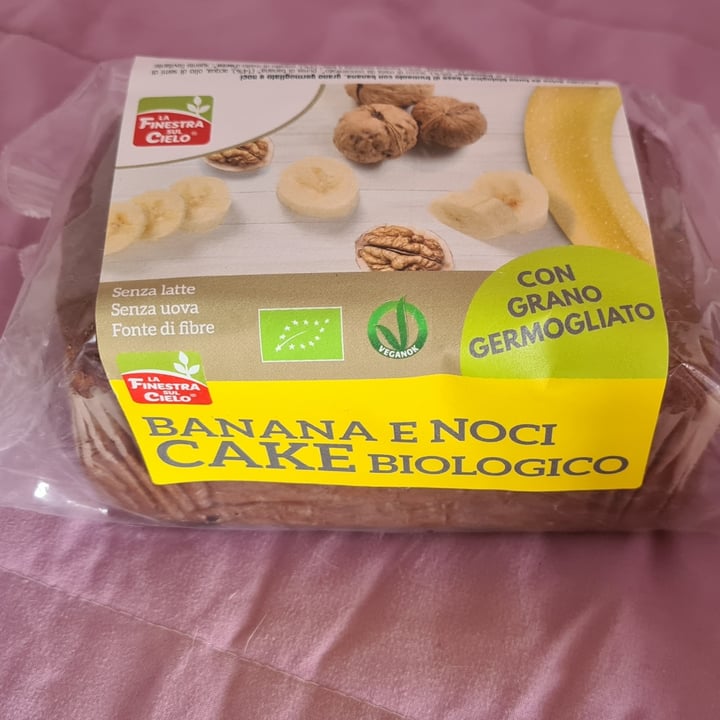 LA
FINESTRA
SUL
CIELO®
Senza latte
Senza uova
Fonte di fibre
VEGANOK
CON
GRANO
GERMOGLIATO
LA
FINESTRA
SUL
CIELO®
BANANA E NOCI
CAKE BIOLOGICO